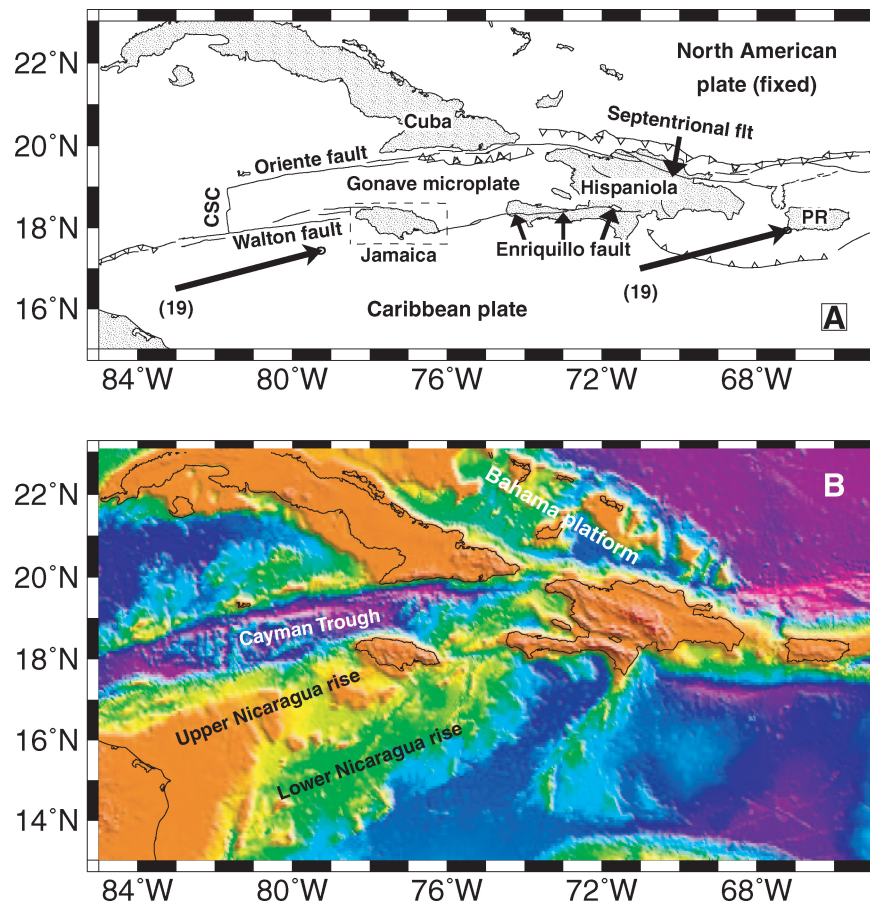 22°N
20°N
18°N
16°N
North American
plate (fixed)
Septentrional flt
Cuba
Oriente fault
Gonave microplate
Hispaniola
CSC
PR
Walton fault
Enriquillo fault
Jamaica
(19)
(19)
Caribbean plate
A
84°W
80°W
76°W
72°W
68°W
22°N
20°N
18°N
16°N
14°N
B
Bahama platform
Cayman Trough
Upper Nicaragua rise
Lower Nicaragua rise
84°W
80°W
76°W
72°W
68°W